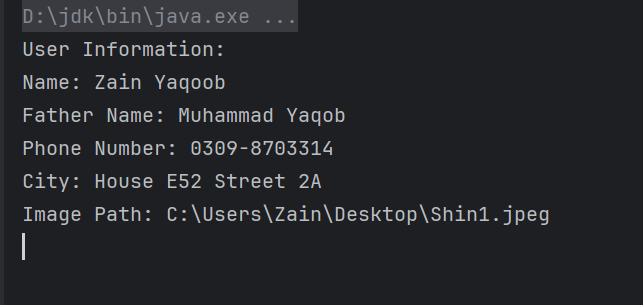 D:\jdk\bin\java.exe ...
User Information:
Name: Zain Yaqoob
Father Name: Muhammad Yaqob
Phone Number: 0309-8703314
City: House E52 Street 2A
Image Path: C:\Users\Zain\Desktop\Shin1.jpeg